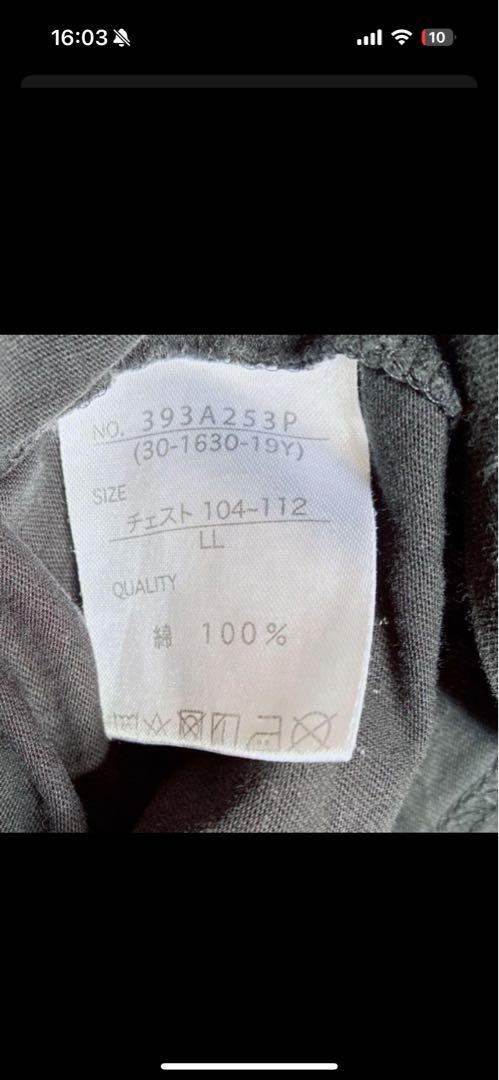 16:03
10
NO. 393A253P
(30-1630-19Y)
SIZE
チェスト 104~112
LL
QUALITY
綿 100%